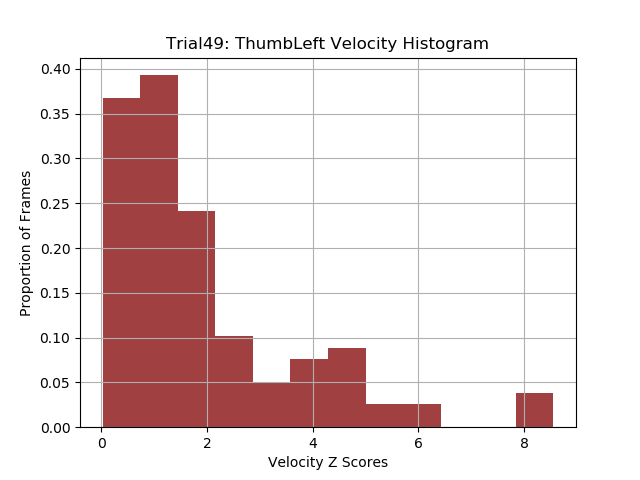 Trial49: ThumbLeft Velocity Histogram
0.40
0.35
0.30
0.25
0.20
0.15
0.10
0.05
0.00
Proportion of Frames
0 2 4 6 8
Velocity Z Scores